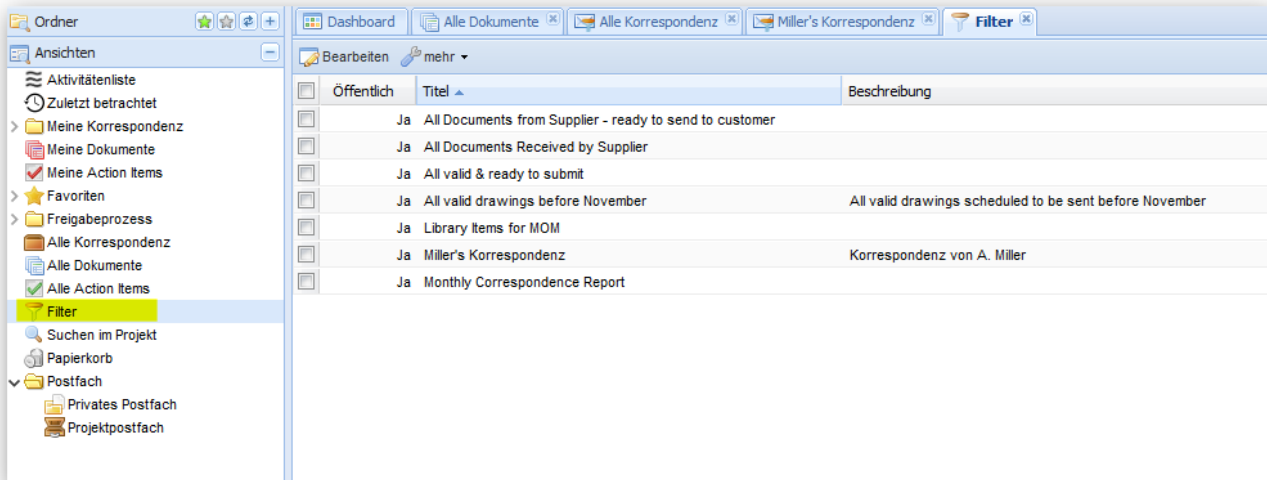 Ordner
Ansichten
Aktivitätenliste
Zuletzt betrachtet
Meine Korrespondenz
Meine Dokumente
Meine Action Items
Favoriten
Freigabeprozess
Alle Korrespondenz
Alle Dokumente
Alle Action Items
Filter
Suchen im Projekt
Papierkorb
Postfach
Privates Postfach
Projektpostfach
Dashboard Alle Dokumente Alle Korrespondenz Miller's Korrespondenz Filter
Bearbeiten mehr
Öffentlich Titel Beschreibung
Ja All Documents from Supplier - ready to send to customer
Ja All Documents Received by Supplier
Ja All valid & ready to submit
Ja All valid drawings before November All valid drawings scheduled to be sent before November
Ja Library Items for MOM
Ja Miller's Korrespondenz Korrespondenz von A. Miller
Ja Monthly Correspondence Report